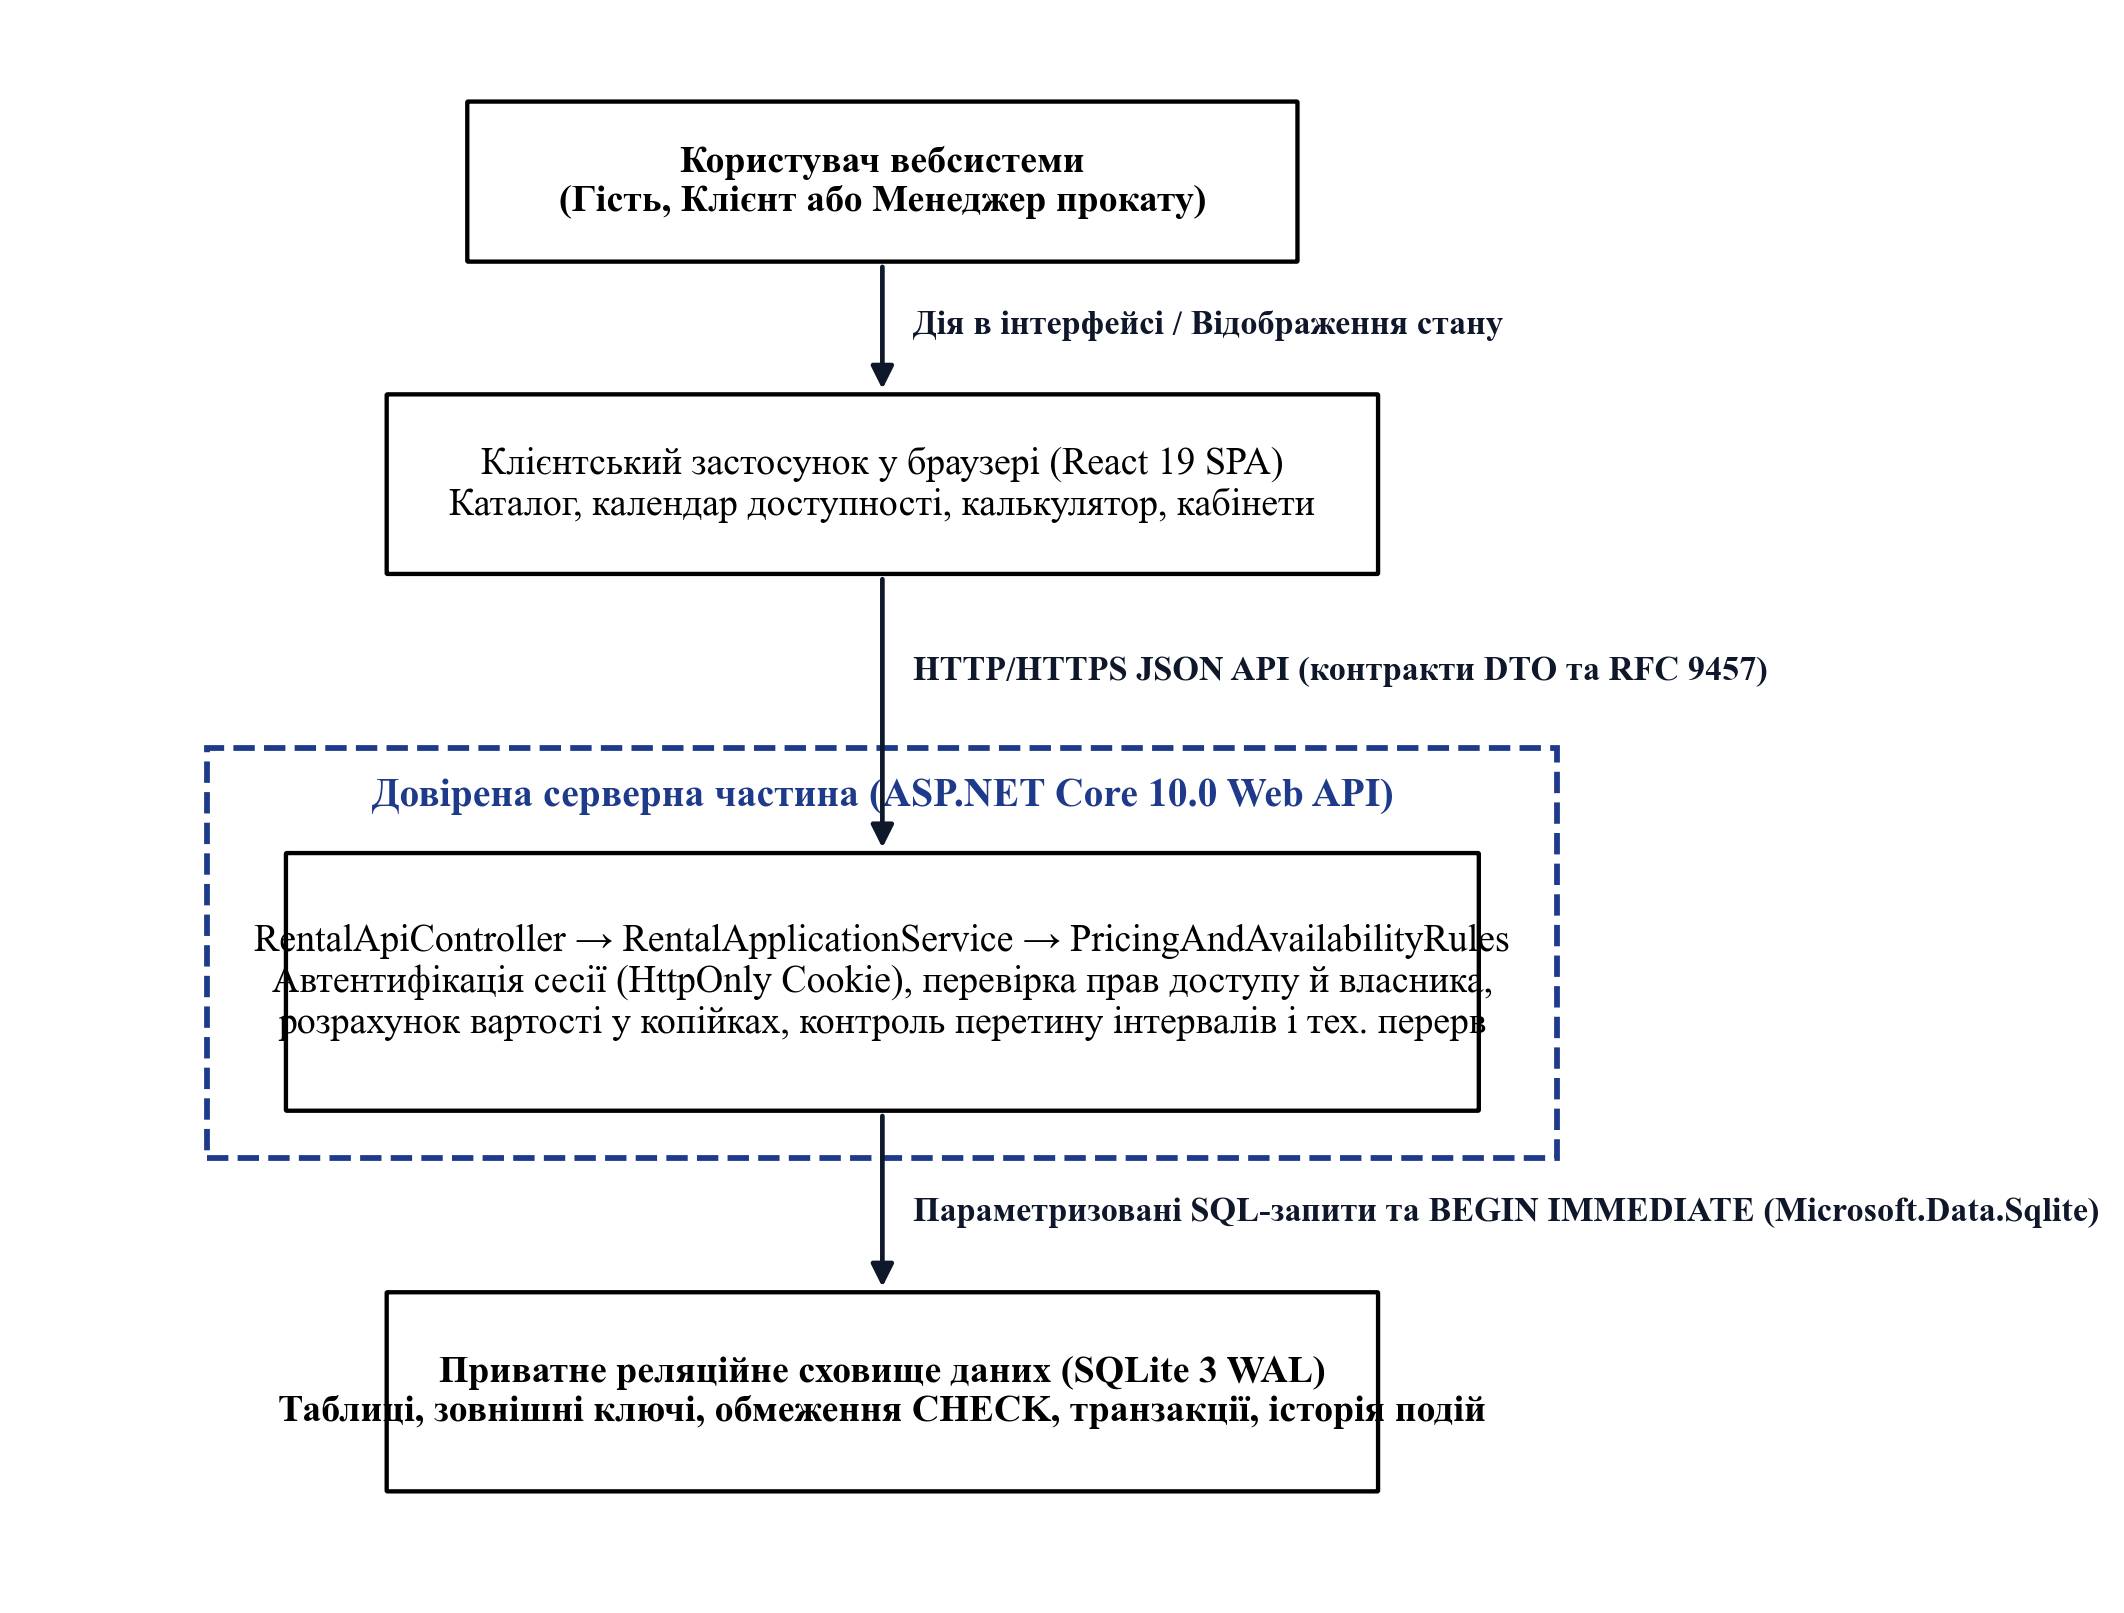 Користувач вебсистеми
(Гість, Клієнт або Менеджер прокату)
Дія в інтерфейсі / Відображення стану
Клієнтський застосунок у браузері (React 19 SPA)
Каталог, календар доступності, калькулятор, кабінети
HTTP/HTTPS JSON API (контракти DTO та RFC 9457)
Довірена серверна частина (ASP.NET Core 10.0 Web API)
RentalApiController → RentalApplicationService → PricingAndAvailabilityRules
Автентифікація сесії (HttpOnly Cookie), перевірка прав доступу й власника,
розрахунок вартості у копійках, контроль перетину інтервалів і тех. перерв
Параметризовані SQL-запити та BEGIN IMMEDIATE (Microsoft.Data.Sqlite)
Приватне реляційне сховище даних (SQLite 3 WAL)
Таблиці, зовнішні ключі, обмеження CHECK, транзакції, історія подій